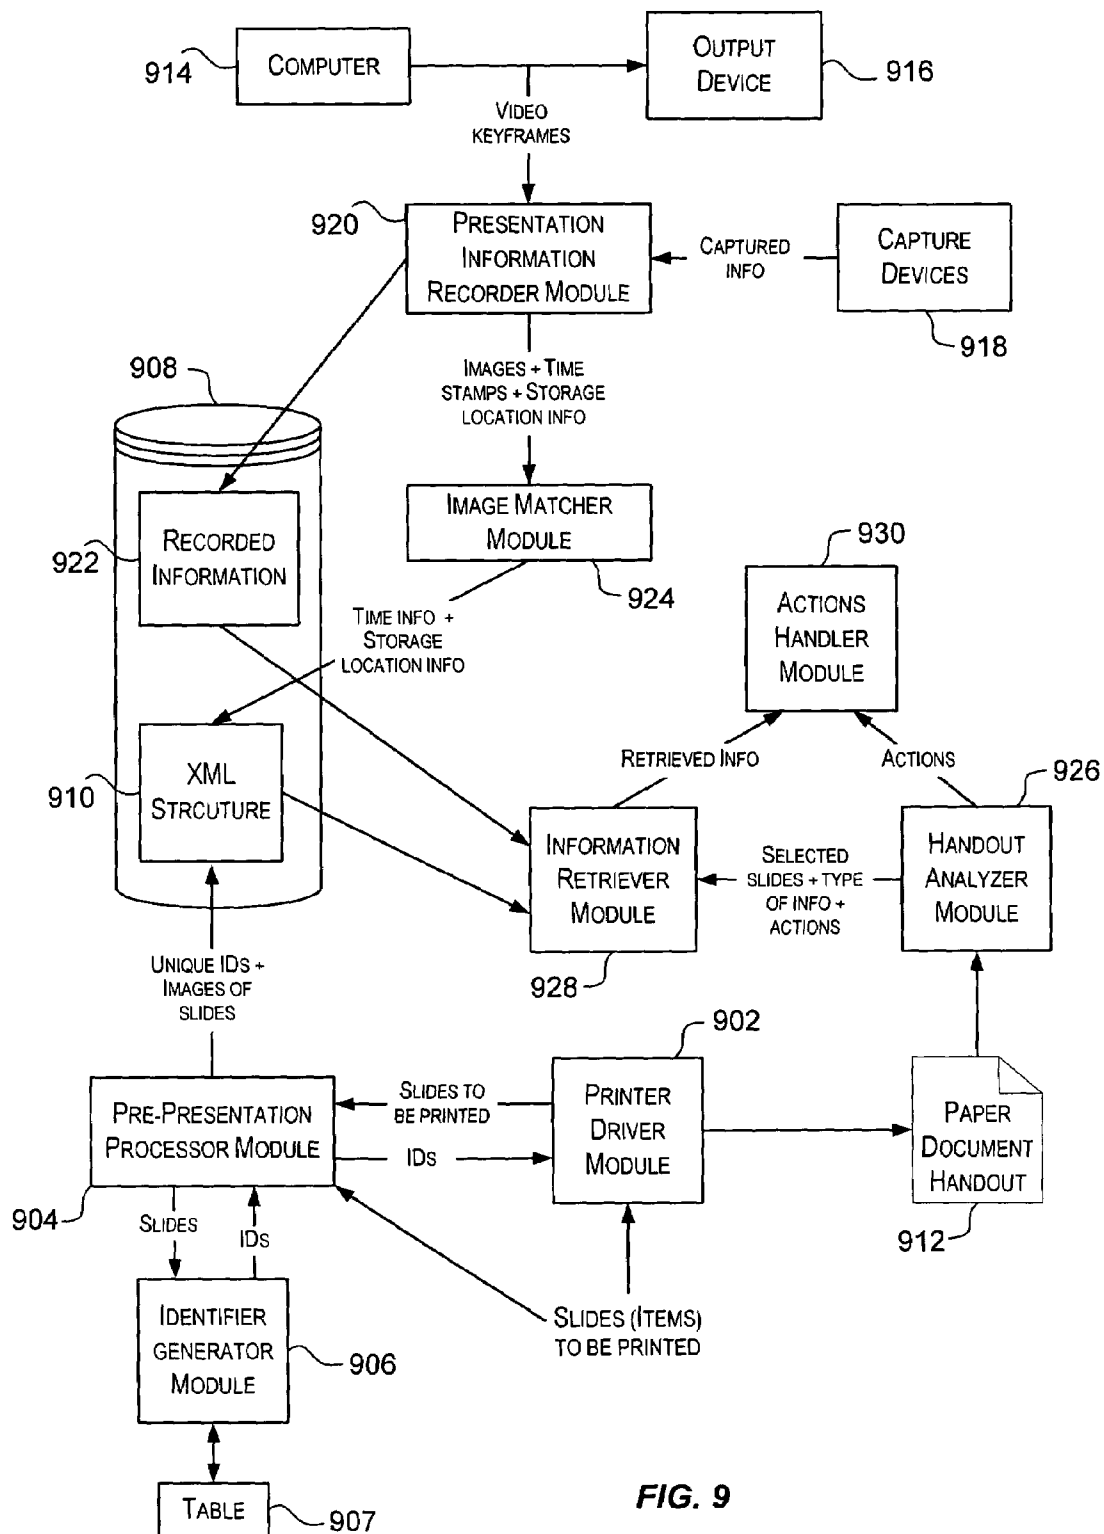 914
COMPUTER
OUTPUT
DEVICE
916
VIDEO
KEYFRAMES
920
PRESENTATION
INFORMATION
RECORDER MODULE
CAPTURED
INFO
CAPTURE
DEVICES
918
908
IMAGES + TIME
STAMPS + STORAGE
LOCATION INFO
922
RECORDED
INFORMATION
IMAGE MATCHER
MODULE
924
930
ACTIONS
HANDLER
MODULE
TIME INFO +
STORAGE
LOCATION INFO
910
XML
STRCUTURE
RETRIEVED INFO
ACTIONS
926
INFORMATION
RETRIEVER
MODULE
928
SELECTED
SLIDES + TYPE
OF INFO +
ACTIONS
HANDOUT
ANALYZER
MODULE
UNIQUE IDS +
IMAGES OF
SLIDES
902
PRE-PRESENTATION
PROCESSOR MODULE
904
SLIDES TO
BE PRINTED
IDS
PRINTER
DRIVER
MODULE
PAPER
DOCUMENT
HANDOUT
912
SLIDES
IDS
IDENTIFIER
GENERATOR
MODULE
906
SLIDES (ITEMS)
TO BE PRINTED
TABLE
907
FIG. 9